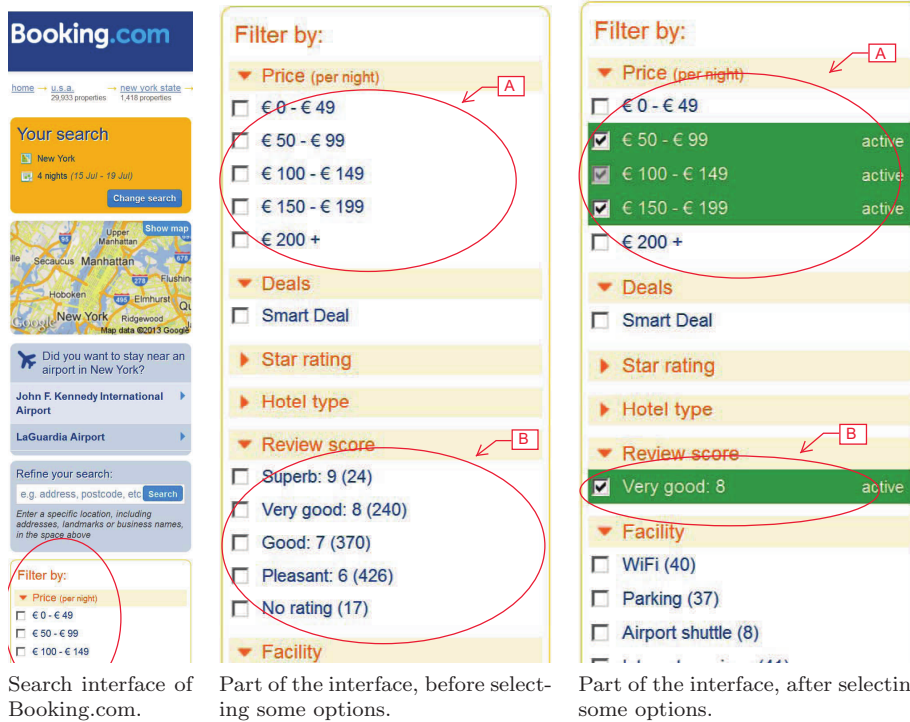 Booking.com
home → u.s.a. → new york state →
29,933 properties 1,418 properties
Your search
New York
4 nights (15 Jul - 19 Jul)
Change search
Show map
Upper
Manhattan
Secaucus Manhattan
Flushin
Hoboken
Elmhurst
Qu
New York Ridgewood
Google
Map data ©2013 Google
95
678
278
495
Did you want to stay near an
airport in New York?
John F. Kennedy International
Airport
LaGuardia Airport
Refine your search:
e.g. address, postcode, etc Search
Enter a specific location, including
addresses, landmarks or business names,
in the space above
Filter by:
Price (per night)
€ 0 - € 49
€ 50 - € 99
€ 100 - € 149
Search interface of
Booking.com.
Filter by:
Price (per night)
A
€ 0 - € 49
€ 50 - € 99
€ 100 - € 149
€ 150 - € 199
€ 200 +
Deals
Smart Deal
Star rating
Hotel type
B
Review score
Superb: 9 (24)
Very good: 8 (240)
Good: 7 (370)
Pleasant: 6 (426)
No rating (17)
Facility
Part of the interface, before select-
ing some options.
Filter by:
A
Price (per night)
€ 0 - € 49
€ 50 - € 99 active
€ 100 - € 149 active
€ 150 - € 199 active
€ 200 +
Deals
Smart Deal
Star rating
Hotel type
B
Review score
Very good: 8 active
Facility
WiFi (40)
Parking (37)
Airport shuttle (8)
Part of the interface, after selectin
some options.